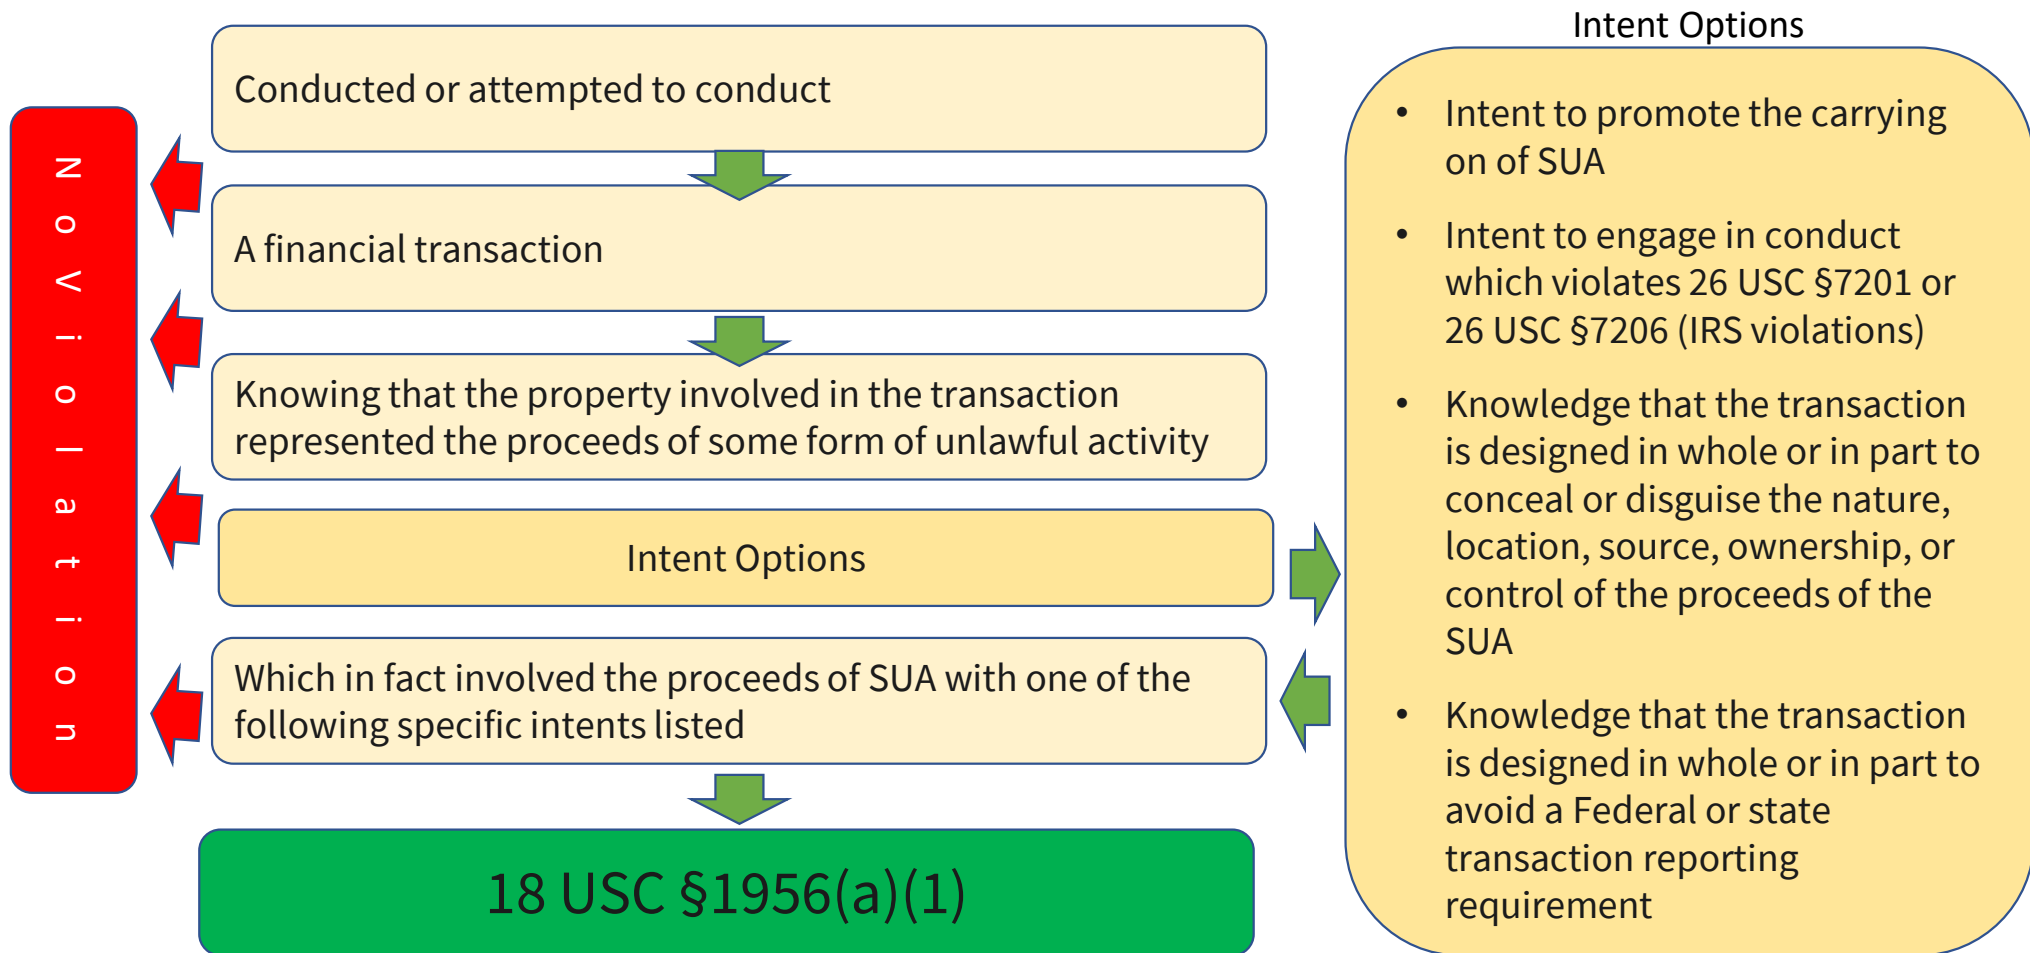 Intent Options
No Violation
Conducted or attempted to conduct
A financial transaction
Knowing that the property involved in the transaction
represented the proceeds of some form of unlawful activity
Intent Options
Which in fact involved the proceeds of SUA with one of the
following specific intents listed
18 USC §1956(a)(1)
• Intent to promote the carrying
on of SUA
• Intent to engage in conduct
which violates 26 USC §7201 or
26 USC §7206 (IRS violations)
• Knowledge that the transaction
is designed in whole or in part to
conceal or disguise the nature,
location, source, ownership, or
control of the proceeds of the
SUA
• Knowledge that the transaction
is designed in whole or in part to
avoid a Federal or state
transaction reporting
requirement